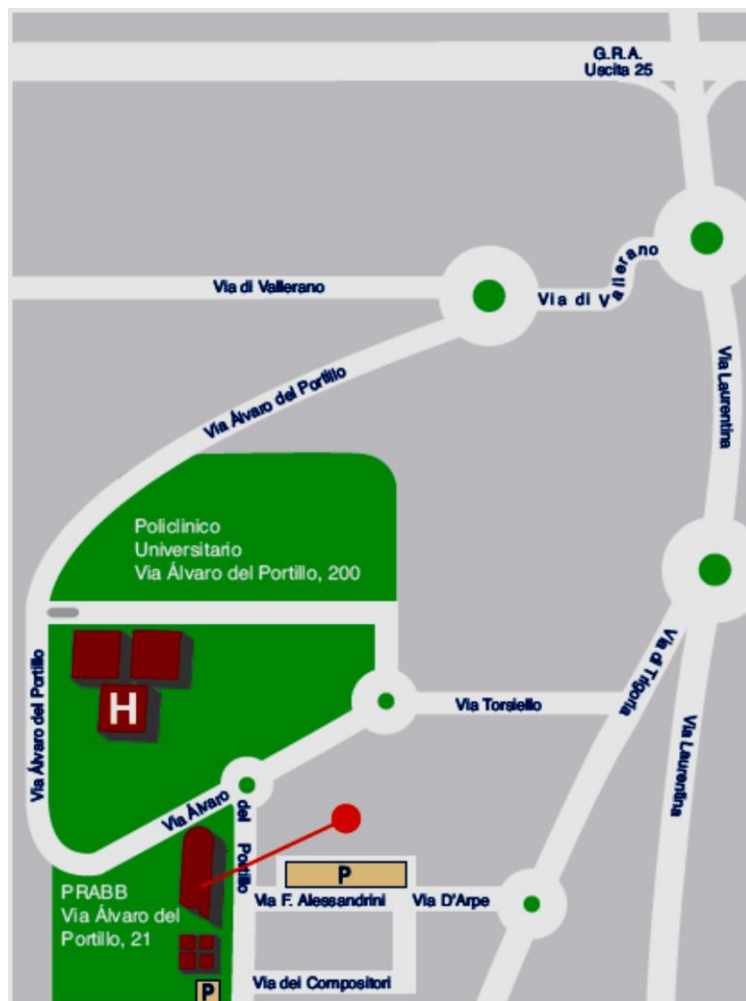 G.R.A.
Uscita 25
Via di Vallerano
Via di Vallerano
Via Álvaro del Portillo
Via Laurentina
Policlinico
Universitario
Via Álvaro del Portillo, 200
Via Álvaro del Portillo
H
Via di Trigoria
Via Torsiello
Via Laurentina
Via Álvaro
del Portillo
P
PRABB
Via Álvaro del
Portillo, 21
Via F. Alessandrini
Via D'Arpe
Via dei Compositori
P